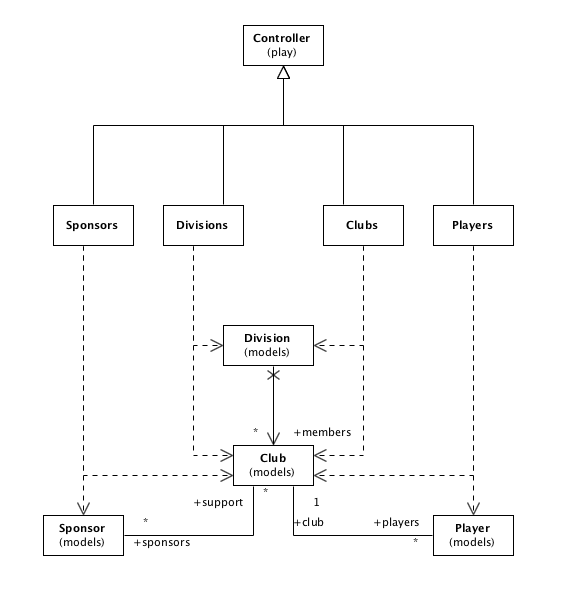 Controller
(play)
Sponsors
Divisions
Clubs
Players
Division
(models)
*
+members
Club
(models)
+support
*
1
*
+club
+players
Sponsor
(models)
+sponsors
*
Player
(models)